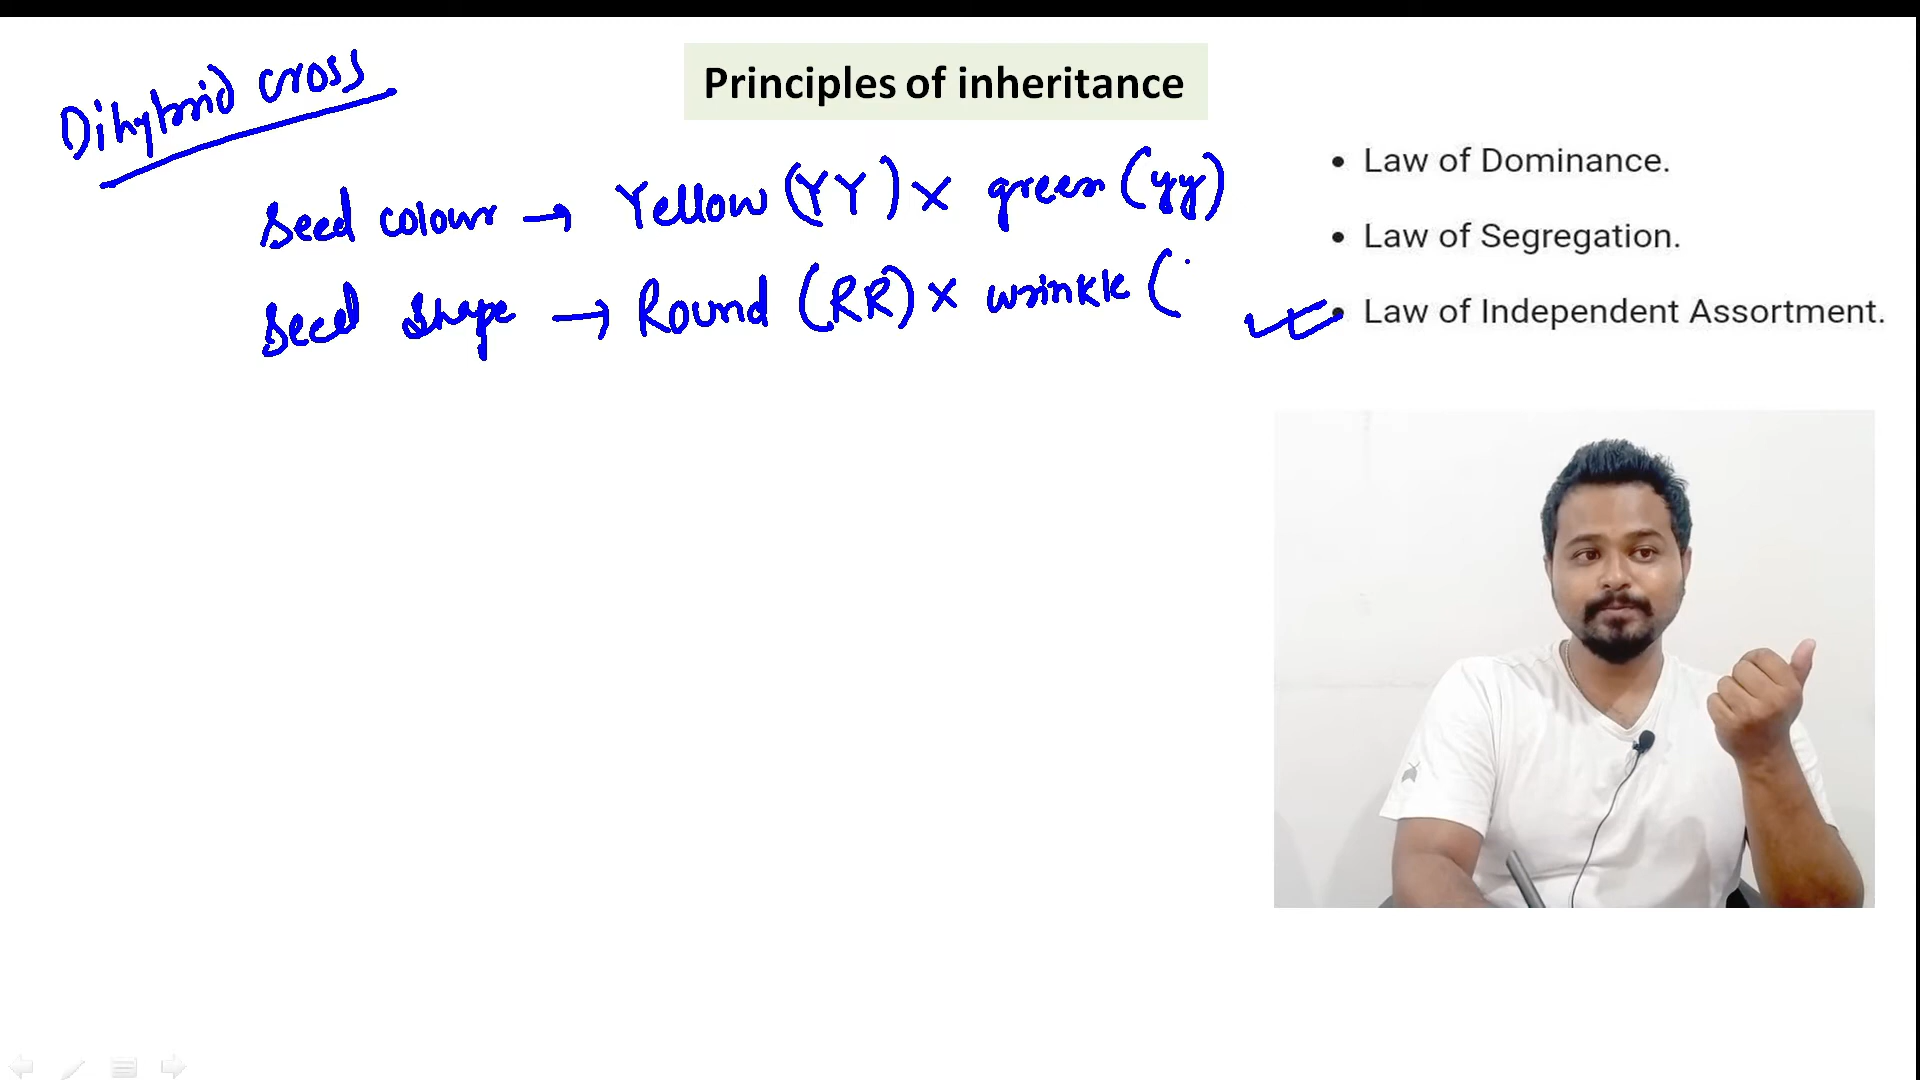 Principles of inheritance
Dihybrid cross
Seed colour → Yellow (YY) × green (yy)
Seed shape → Round (RR) × wrinkle (
• Law of Dominance.
• Law of Segregation.
• Law of Independent Assortment.